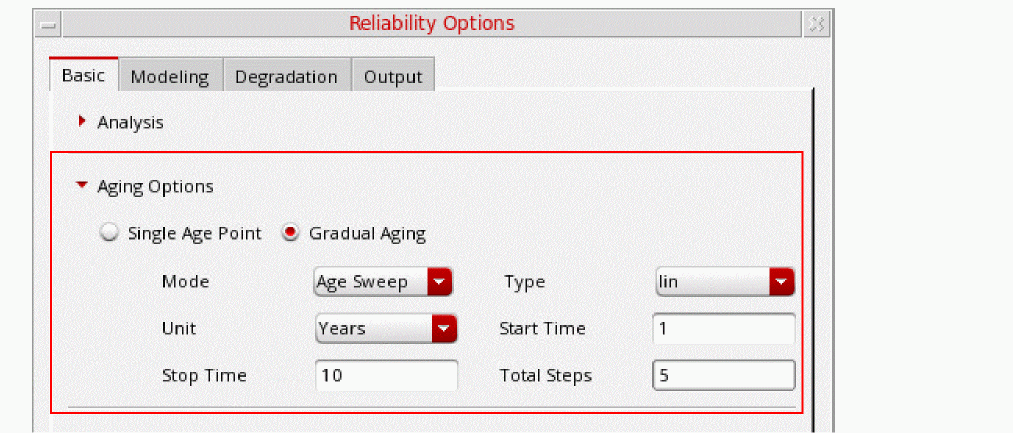 Reliability Options
Basic Modeling Degradation Output
Analysis
Aging Options
Single Age Point Gradual Aging
Mode Age Sweep Type lin
Unit Years Start Time 1
Stop Time 10 Total Steps 5